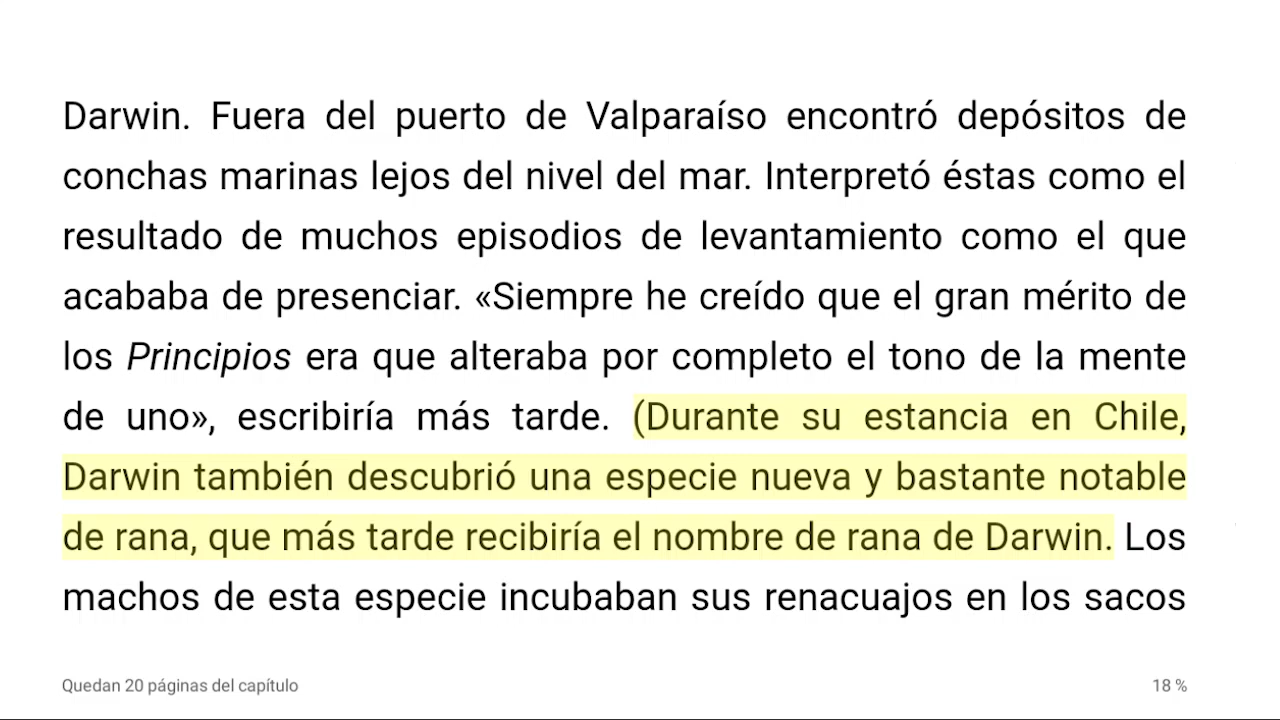 Darwin. Fuera del puerto de Valparaíso encontró depósitos de
conchas marinas lejos del nivel del mar. Interpretó éstas como el
resultado de muchos episodios de levantamiento como el que
acababa de presenciar. «Siempre he creído que el gran mérito de
los Principios era que alteraba por completo el tono de la mente
de uno», escribiría más tarde. (Durante su estancia en Chile,
Darwin también descubrió una especie nueva y bastante notable
de rana, que más tarde recibiría el nombre de rana de Darwin. Los
machos de esta especie incubaban sus renacuajos en los sacos
Quedan 20 páginas del capítulo
18 %